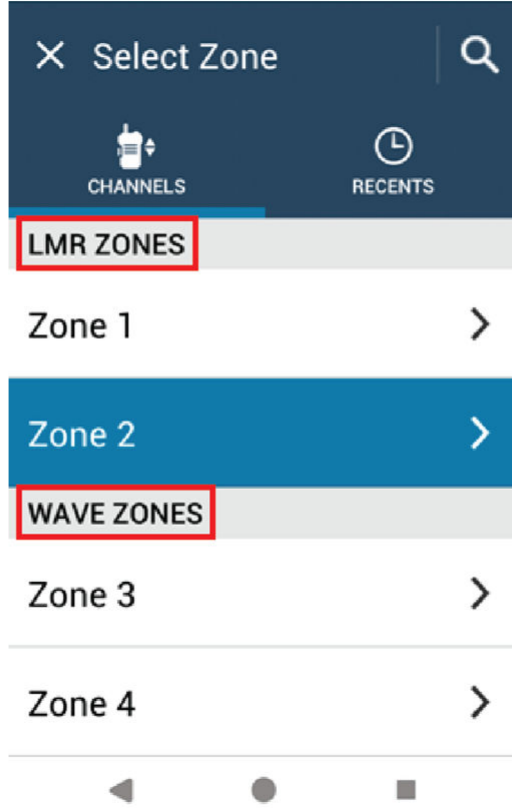 Select Zone
CHANNELS
RECENTS
LMR ZONES
Zone 1
Zone 2
WAVE ZONES
Zone 3
Zone 4